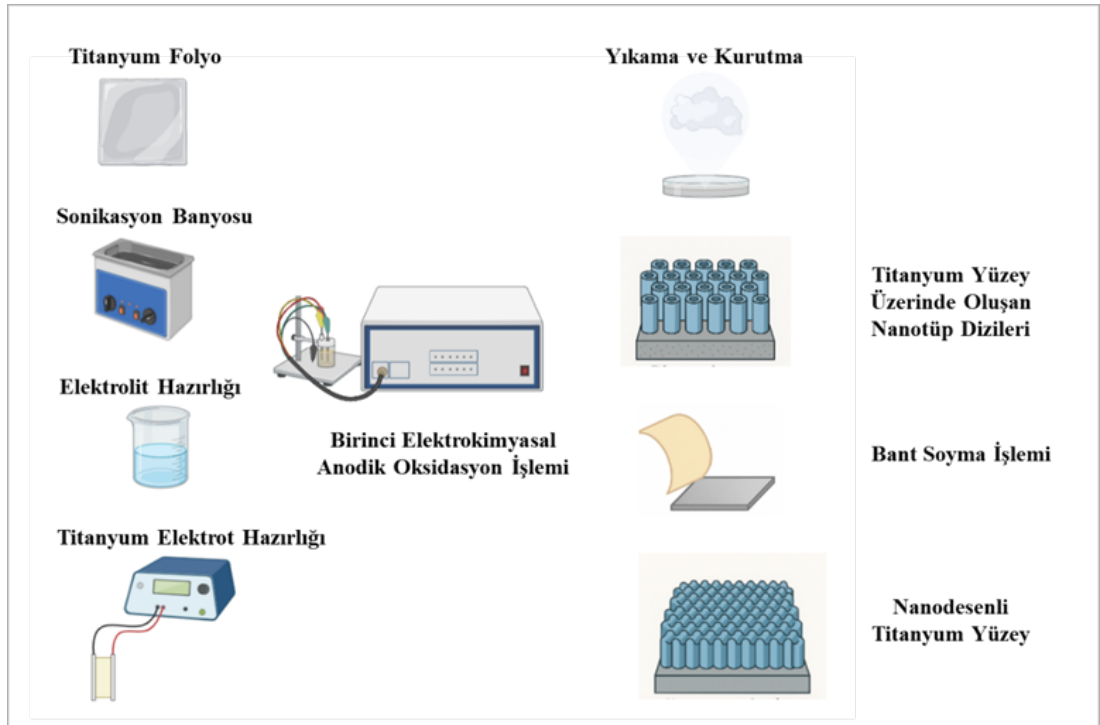 Titanyum Folyo
Sonikasyon Banyosu
Elektrolit Hazırlığı
Titanyum Elektrot Hazırlığı
Birinci Elektrokimyasal
Anodik Oksidasyon İşlemi
Yıkama ve Kurutma
Titanyum Yüzey
Üzerinde Oluşan
Nanotüp Dizileri
Bant Soyma İşlemi
Nanodesenli
Titanyum Yüzey